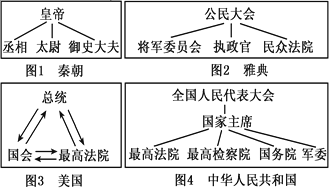 皇帝
丞相 太尉 御史大夫
图1 秦朝
公民大会
将军委员会 执政官 民众法院
图2 雅典
总统
国会 最高法院
图3 美国
全国人民代表大会
国家主席
最高法院 最高检察院 国务院 军委
图4 中华人民共和国